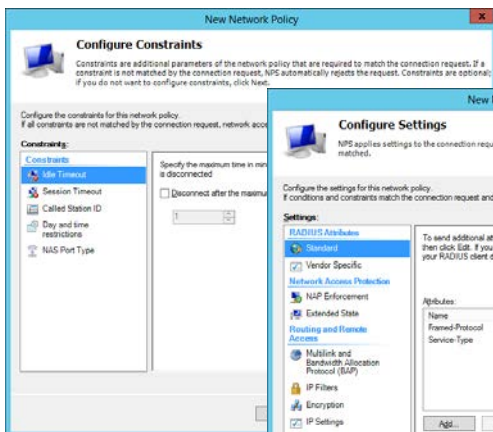 New Network Policy
x
Configure Constraints
Constraints are additional parameters of the network policy that are required to match the connection request. If a
constraint is not matched by the connection request, NPS automatically rejects the request. Constraints are optional;
if you do not want to configure constraints, click Next.
Configure the constraints for this network policy.
If all constraints are not matched by the connection request, network acce
Constraints:
Constraints
Idle Timeout
Session Timeout
Called Station ID
Day and time
restrictions
NAS Port Type
Specify the maximum time in min
is disconnected
Disconnect after the maximu
1
New
Configure Settings
NPS applies settings to the connection requ
matched.
Configure the settings for this network policy.
If conditions and constraints match the connection request and
Settings:
RADIUS Attributes
Standard
Vendor Specific
Network Access Protection
NAP Enforcement
Extended State
Routing and Remote
Access
Multilink and
Bandwidth Allocation
Protocol (BAP)
IP Filters
Encryption
IP Settings
To send additional at
then click Edit. If you
your RADIUS client d
Attributes:
Name
Framed-Protocol
Service-Type
Add...